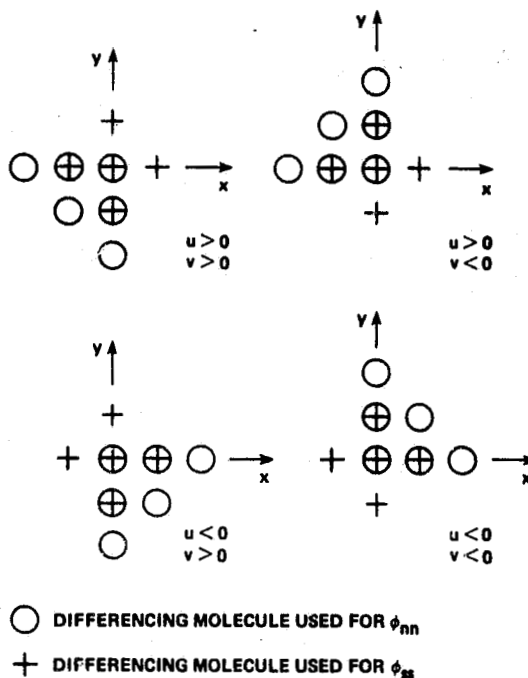 y
x
u > 0
v > 0
y
x
u > 0
v < 0
y
x
u < 0
v > 0
y
x
u < 0
v < 0
DIFFERENCING MOLECULE USED FOR ϕnn
DIFFERENCING MOLECULE USED FOR ϕss